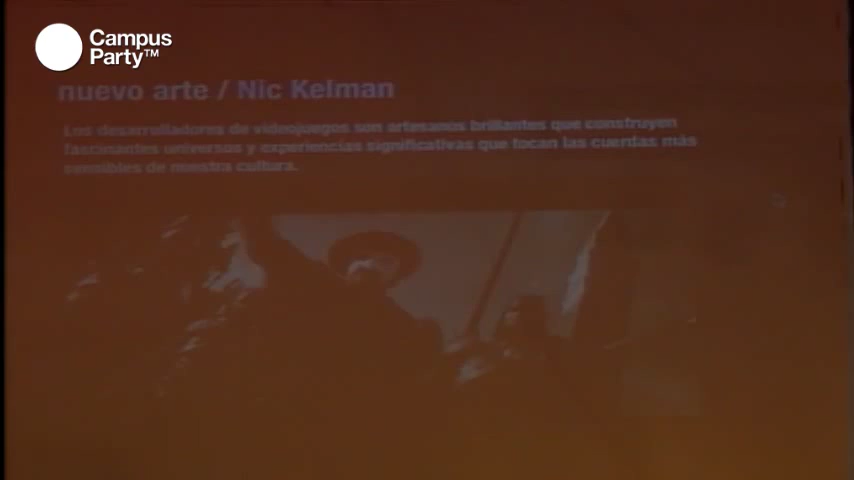 Campus
Party™
nuevo arte / Nic Kelman
Los desarrolladores de videojuegos son artesanos brillantes que construyen
fascinantes universos y experiencias significativas que tocan las cuerdas más
sensibles de nuestra cultura.